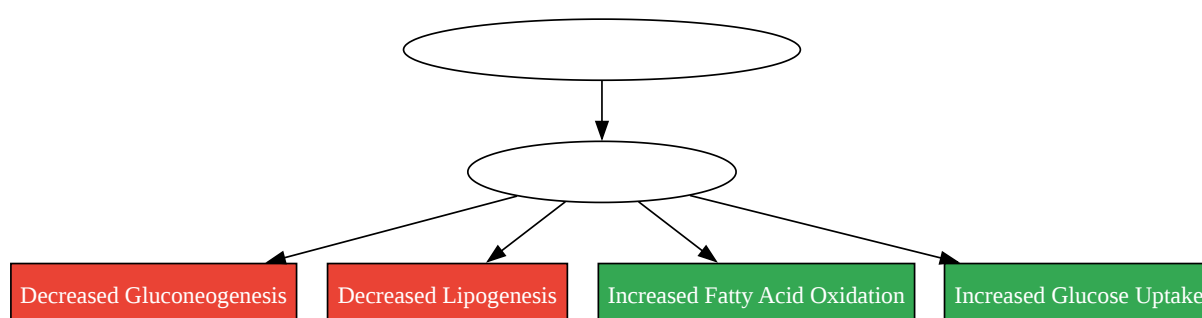 Decreased Gluconeogenesis
Decreased Lipogenesis
Increased Fatty Acid Oxidation
Increased Glucose Uptake